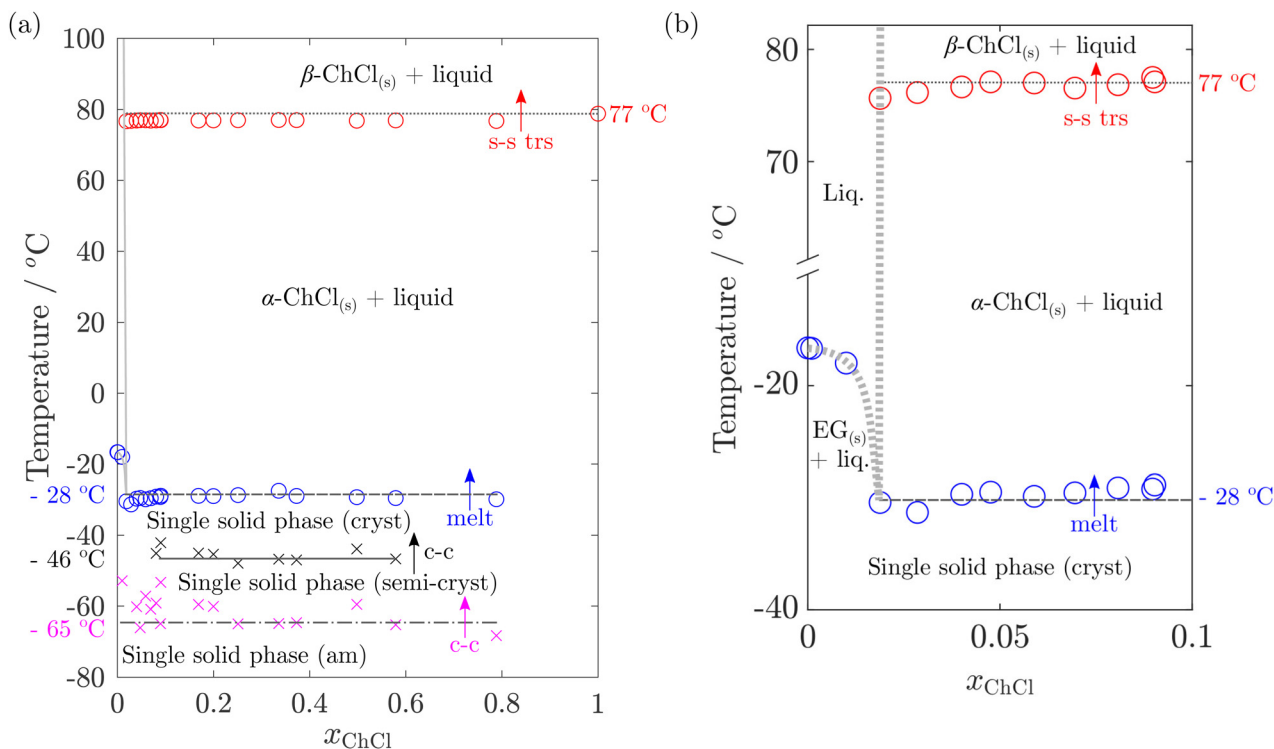 (a)
100
80
60
40
20
0
-20
-40
-60
-80
Temperature / °C
β-ChCl(s) + liquid
77 °C
s-s trs
α-ChCl(s) + liquid
- 28 °C
melt
Single solid phase (cryst)
- 46 °C
c-c
Single solid phase (semi-cryst)
- 65 °C
c-c
Single solid phase (am)
0 0.2 0.4 0.6 0.8 1
xChCl
(b)
80
70
-20
-40
Temperature / °C
β-ChCl(s) + liquid
77 °C
s-s trs
Liq.
α-ChCl(s) + liquid
EG(s)
+ liq.
- 28 °C
melt
Single solid phase (cryst)
0 0.05 0.1
xChCl